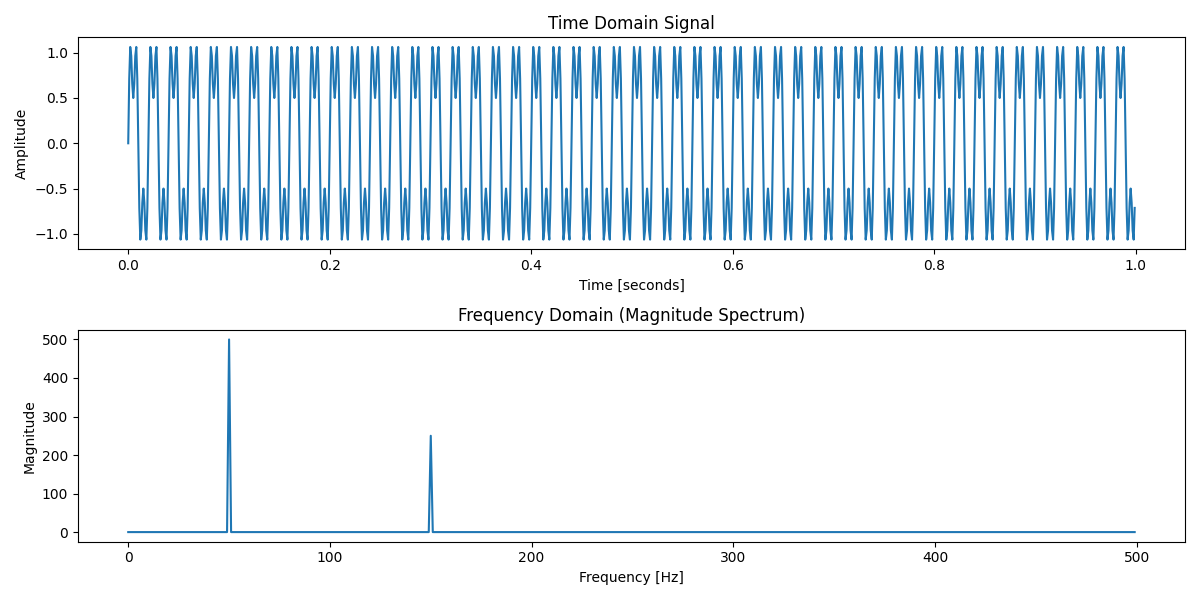 Time Domain Signal
1.0
0.5
0.0
−0.5
−1.0
Amplitude
0.0 0.2 0.4 0.6 0.8 1.0
Time [seconds]
Frequency Domain (Magnitude Spectrum)
500
400
300
200
100
0
Magnitude
0 100 200 300 400 500
Frequency [Hz]